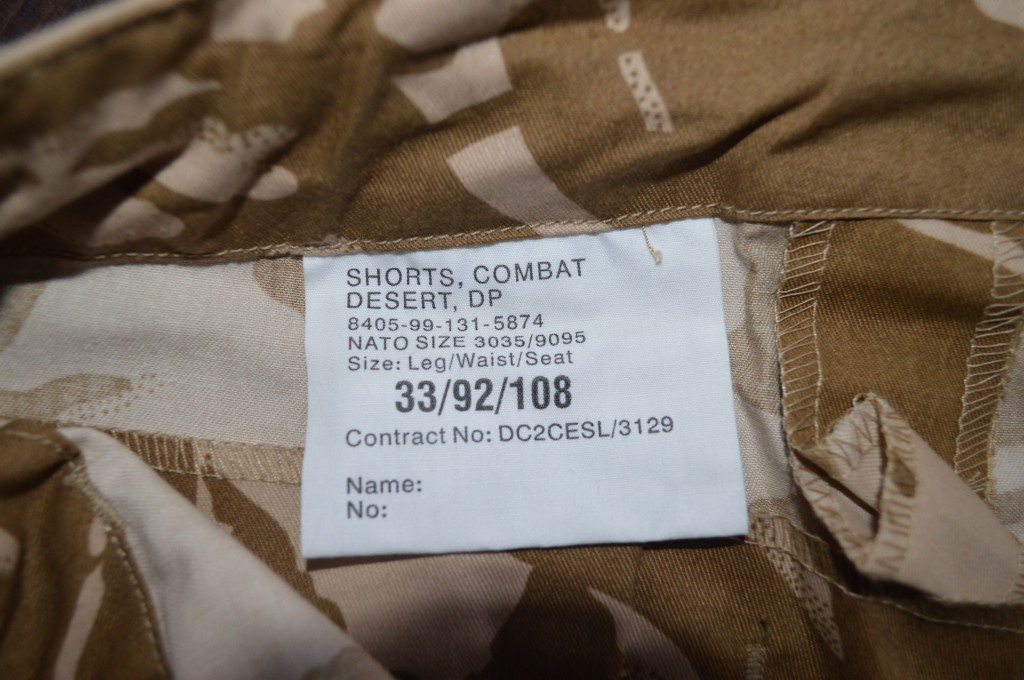 SHORTS, COMBAT
DESERT, DP
8405-99-131-5874
NATO SIZE 3035/9095
Size: Leg/Waist/Seat
33/92/108
Contract No: DC2CESL/3129
Name:
No: